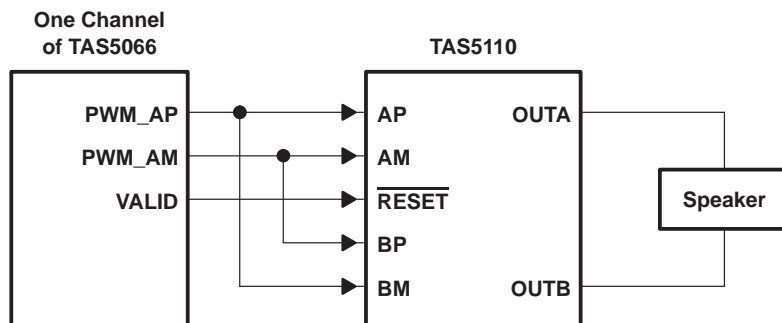 One Channel
of TAS5066
TAS5110
PWM_AP
AP
OUTA
PWM_AM
AM
VALID
RESET
Speaker
BP
BM
OUTB